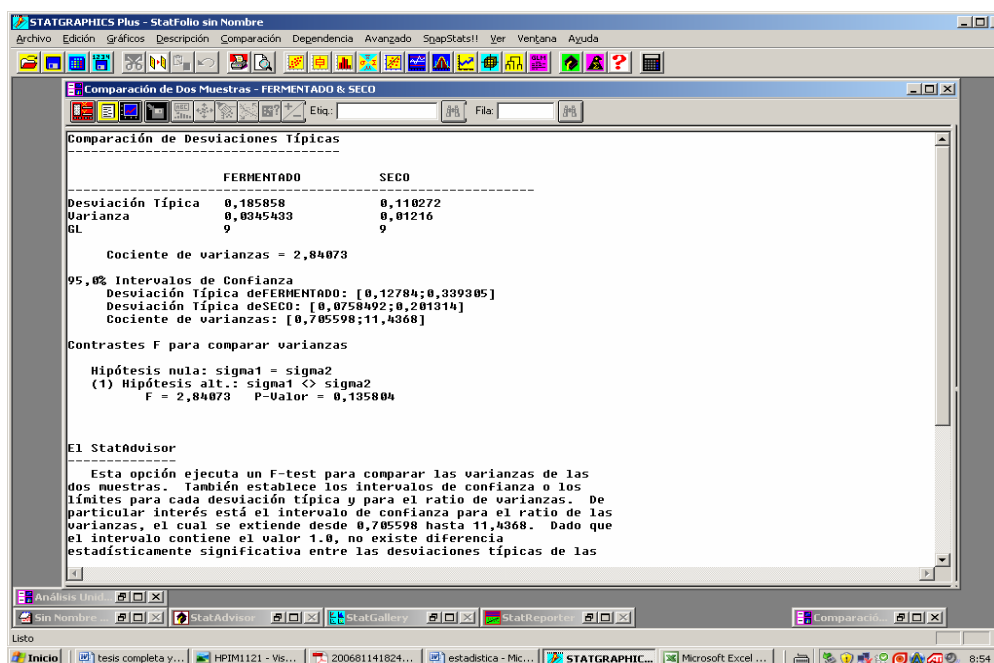 STATGRAPHICS Plus - StatFolio sin Nombre
Archivo Edición Gráficos Descripción Comparación Dependencia Avanzado SnapStats!! Ver Ventana Ayuda
Comparación de Dos Muestras - FERMENTADO & SECO
Etiq.: Fila:
Comparación de Desviaciones Típicas
-----------------------------------
FERMENTADO SECO
------------------------------------------------------------
Desviación Típica 0,185858 0,110272
Varianza 0,0345433 0,01216
GL 9 9
Cociente de varianzas = 2,84073
95,0% Intervalos de Confianza
Desviación Típica deFERMENTADO: [0,12784;0,339305]
Desviación Típica deSECO: [0,0758492;0,201314]
Cociente de varianzas: [0,705598;11,4368]
Contrastes F para comparar varianzas
Hipótesis nula: sigma1 = sigma2
(1) Hipótesis alt.: sigma1 <> sigma2
F = 2,84073 P-Valor = 0,135804
El StatAdvisor
--------------
Esta opción ejecuta un F-test para comparar las varianzas de las
dos muestras. También establece los intervalos de confianza o los
límites para cada desviación típica y para el ratio de varianzas. De
particular interés está el intervalo de confianza para el ratio de las
varianzas, el cual se extiende desde 0,705598 hasta 11,4368. Dado que
el intervalo contiene el valor 1.0, no existe diferencia
estadísticamente significativa entre las desviaciones típicas de las
Análisis Unid...
Sin Nombre ... StatAdvisor StatGallery StatReporter Comparació...
Listo
Inicio tesis completa y... HPIM1121 - Vis... 200681141824... estadistica - Mic... STATGRAPHIC... Microsoft Excel ... 8:54